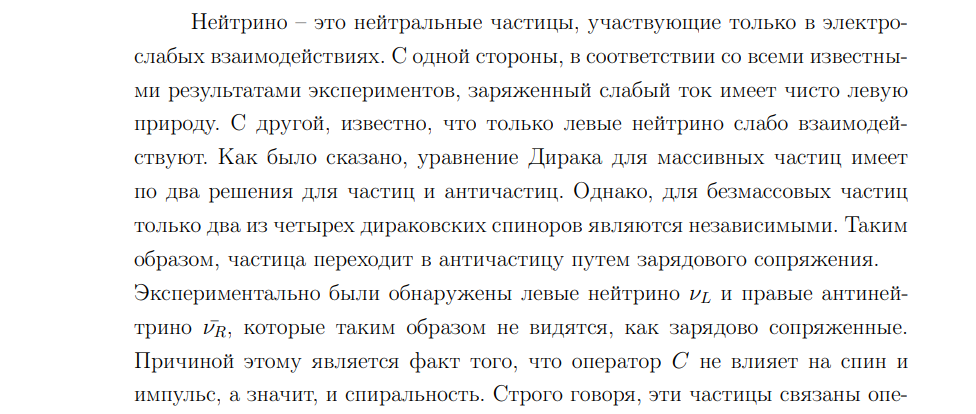 Нейтрино – это нейтральные частицы, участвующие только в электро-
слабых взаимодействиях. С одной стороны, в соответствии со всеми известны-
ми результатами экспериментов, заряженный слабый ток имеет чисто левую
природу. С другой, известно, что только левые нейтрино слабо взаимодей-
ствуют. Как было сказано, уравнение Дирака для массивных частиц имеет
по два решения для частиц и античастиц. Однако, для безмассовых частиц
только два из четырех дираковских спиноров являются независимыми. Таким
образом, частица переходит в античастицу путем зарядового сопряжения.
Экспериментально были обнаружены левые нейтрино ν_L и правые антиней-
трино ν̄_R, которые таким образом не видятся, как зарядово сопряженные.
Причиной этому является факт того, что оператор C не влияет на спин и
импульс, а значит, и спиральность. Строго говоря, эти частицы связаны опе-